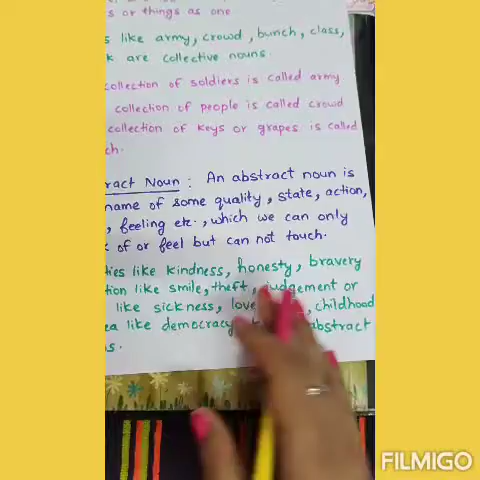 s or things as one.
s like army, crowd, bunch, class,
k are collective nouns.
collection of soldiers is called army
collection of people is called crowd
collection of keys or grapes is called
ch.
ract Noun : An abstract noun is
name of some quality, state, action,
, feeling etc., which we can only
of or feel but can not touch.
ties like kindness, honesty, bravery
tion like smile, theft, judgement or
like sickness, love childhood
ea like democracy abstract
s.
FILMIGO